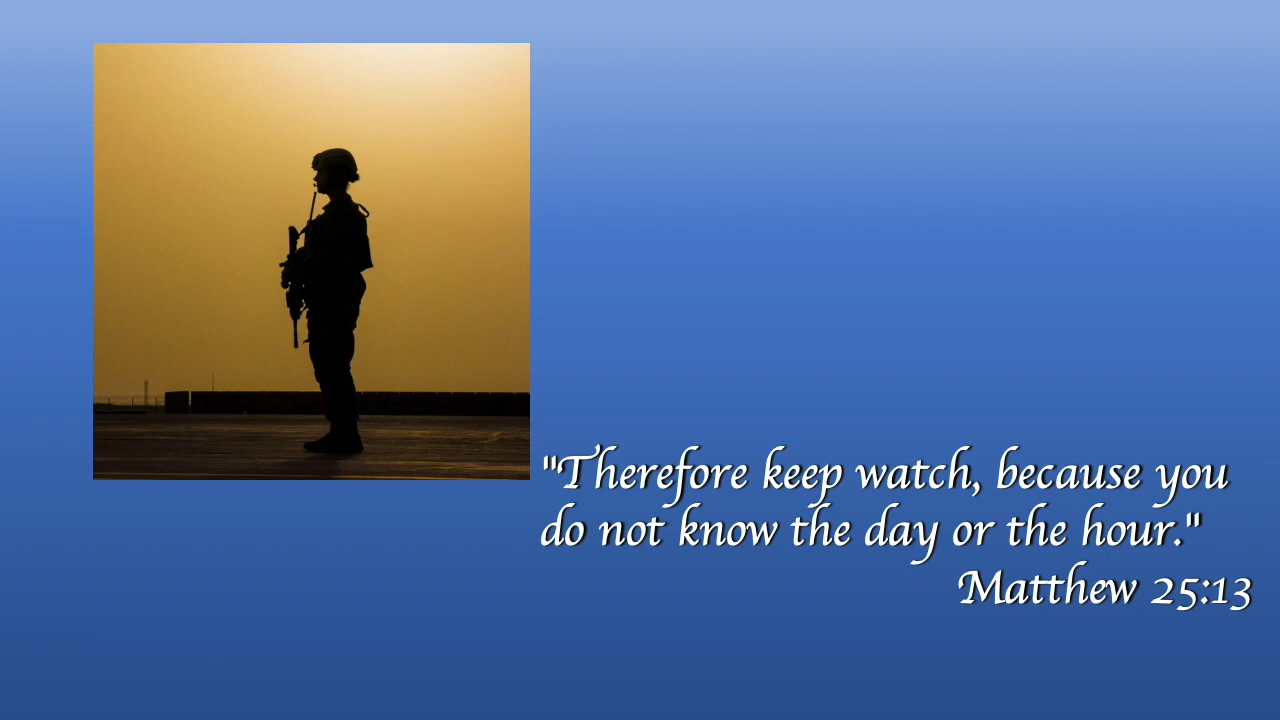 "Therefore keep watch, because you
do not know the day or the hour."
Matthew 25:13